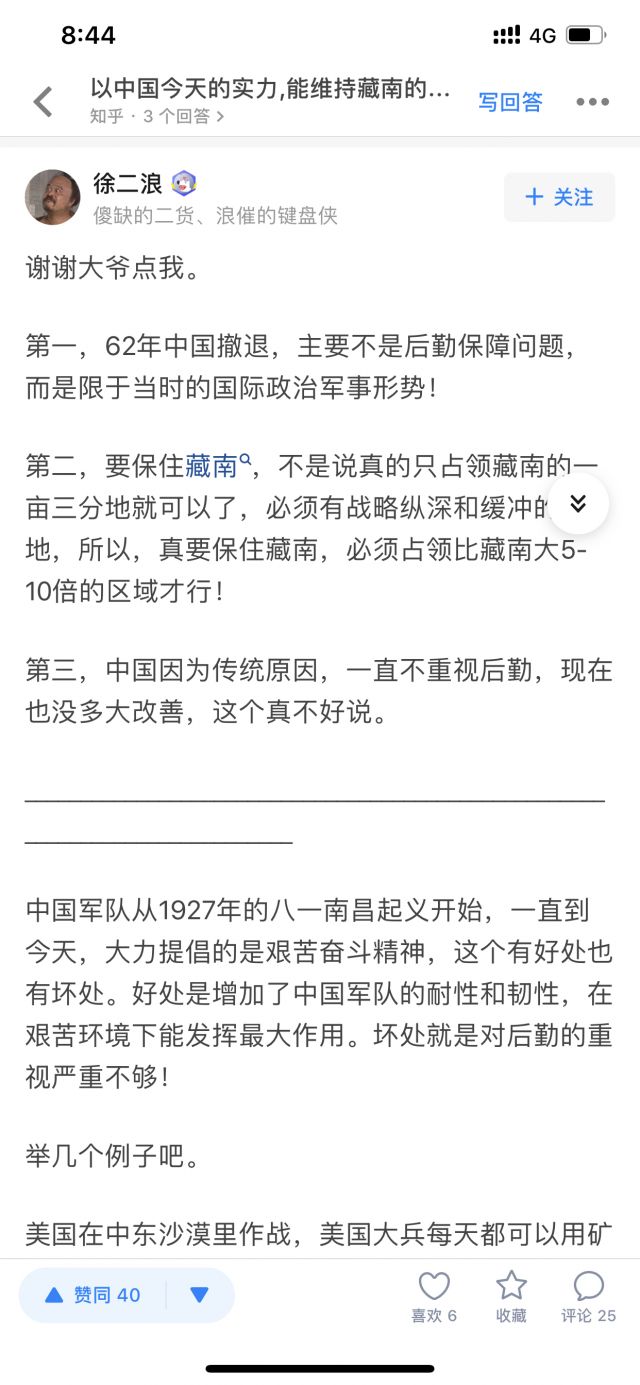 8:44
4G
以中国今天的实力,能维持藏南的...
知乎 · 3 个回答 >
写回答
徐二浪
傻缺的二货、浪催的键盘侠
+ 关注
谢谢大爷点我。
第一，62年中国撤退，主要不是后勤保障问题，
而是限于当时的国际政治军事形势！
第二，要保住藏南，不是说真的只占领藏南的一
亩三分地就可以了，必须有战略纵深和缓冲
地，所以，真要保住藏南，必须占领比藏南大5-
10倍的区域才行！
第三，中国因为传统原因，一直不重视后勤，现在
也没多大改善，这个真不好说。
中国军队从1927年的八一南昌起义开始，一直到
今天，大力提倡的是艰苦奋斗精神，这个有好处也
有坏处。好处是增加了中国军队的耐性和韧性，在
艰苦环境下能发挥最大作用。坏处就是对后勤的重
视严重不够！
举几个例子吧。
美国在中东沙漠里作战，美国大兵每天都可以用矿
赞同 40
喜欢 6
收藏
评论 25